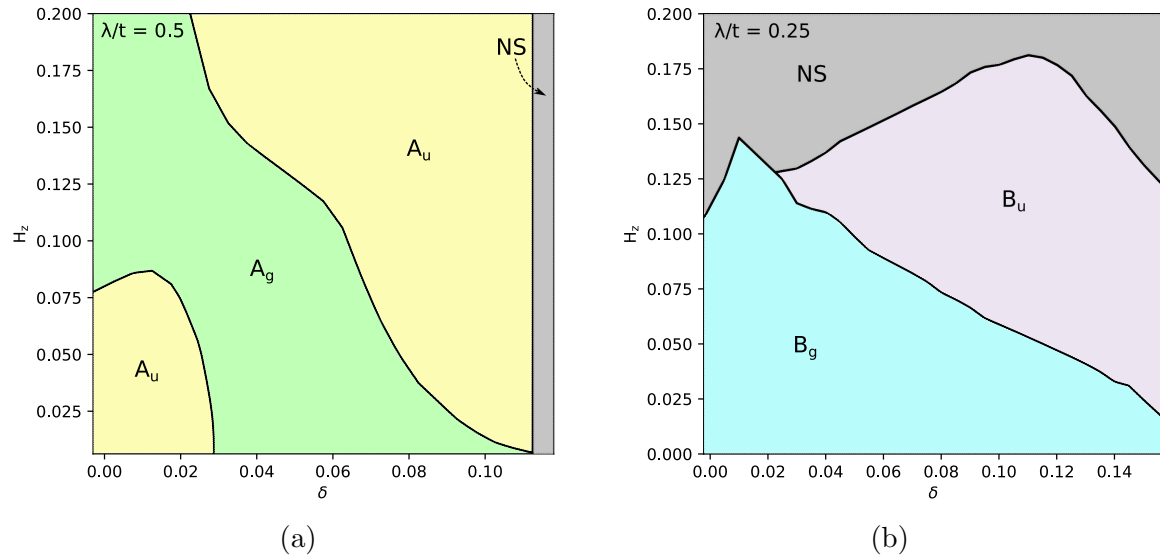 λ/t = 0.5
NS
A_u
A_g
A_u
0.200
0.175
0.150
0.125
0.100
0.075
0.050
0.025
H_z
0.00 0.02 0.04 0.06 0.08 0.10
δ
(a)
λ/t = 0.25
NS
B_u
B_g
0.200
0.175
0.150
0.125
0.100
0.075
0.050
0.025
0.000
H_z
0.00 0.02 0.04 0.06 0.08 0.10 0.12 0.14
δ
(b)